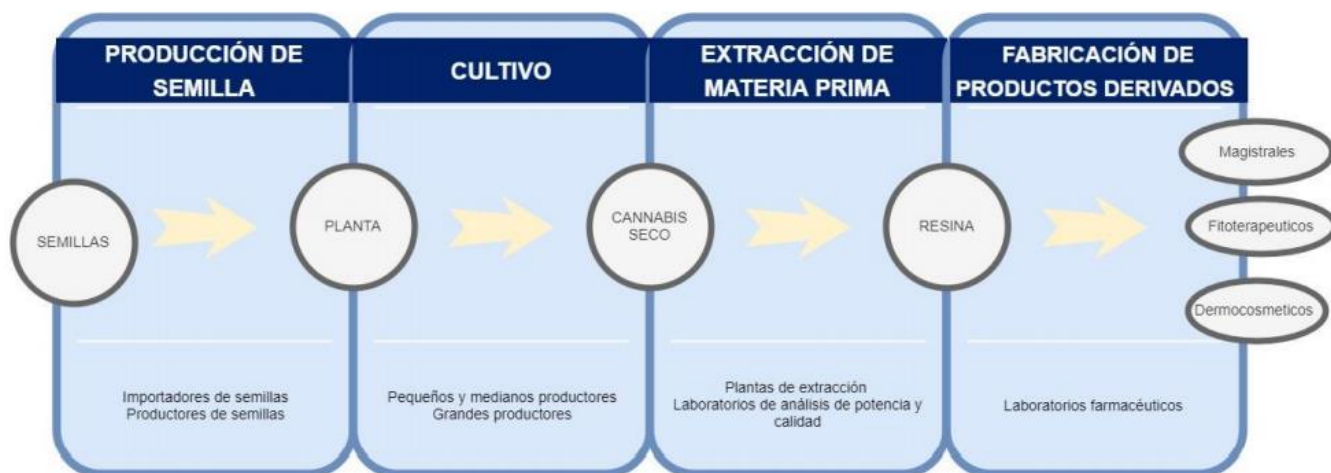 PRODUCCIÓN DE
SEMILLA
CULTIVO
EXTRACCIÓN DE
MATERIA PRIMA
FABRICACIÓN DE
PRODUCTOS DERIVADOS
SEMILLAS
PLANTA
CANNABIS
SECO
RESINA
Magistrales
Fitoterapeuticos
Dermocosmeticos
Importadores de semillas
Productores de semillas
Pequeños y medianos productores
Grandes productores
Plantas de extracción
Laboratorios de análisis de potencia y
calidad
Laboratorios farmacéuticos